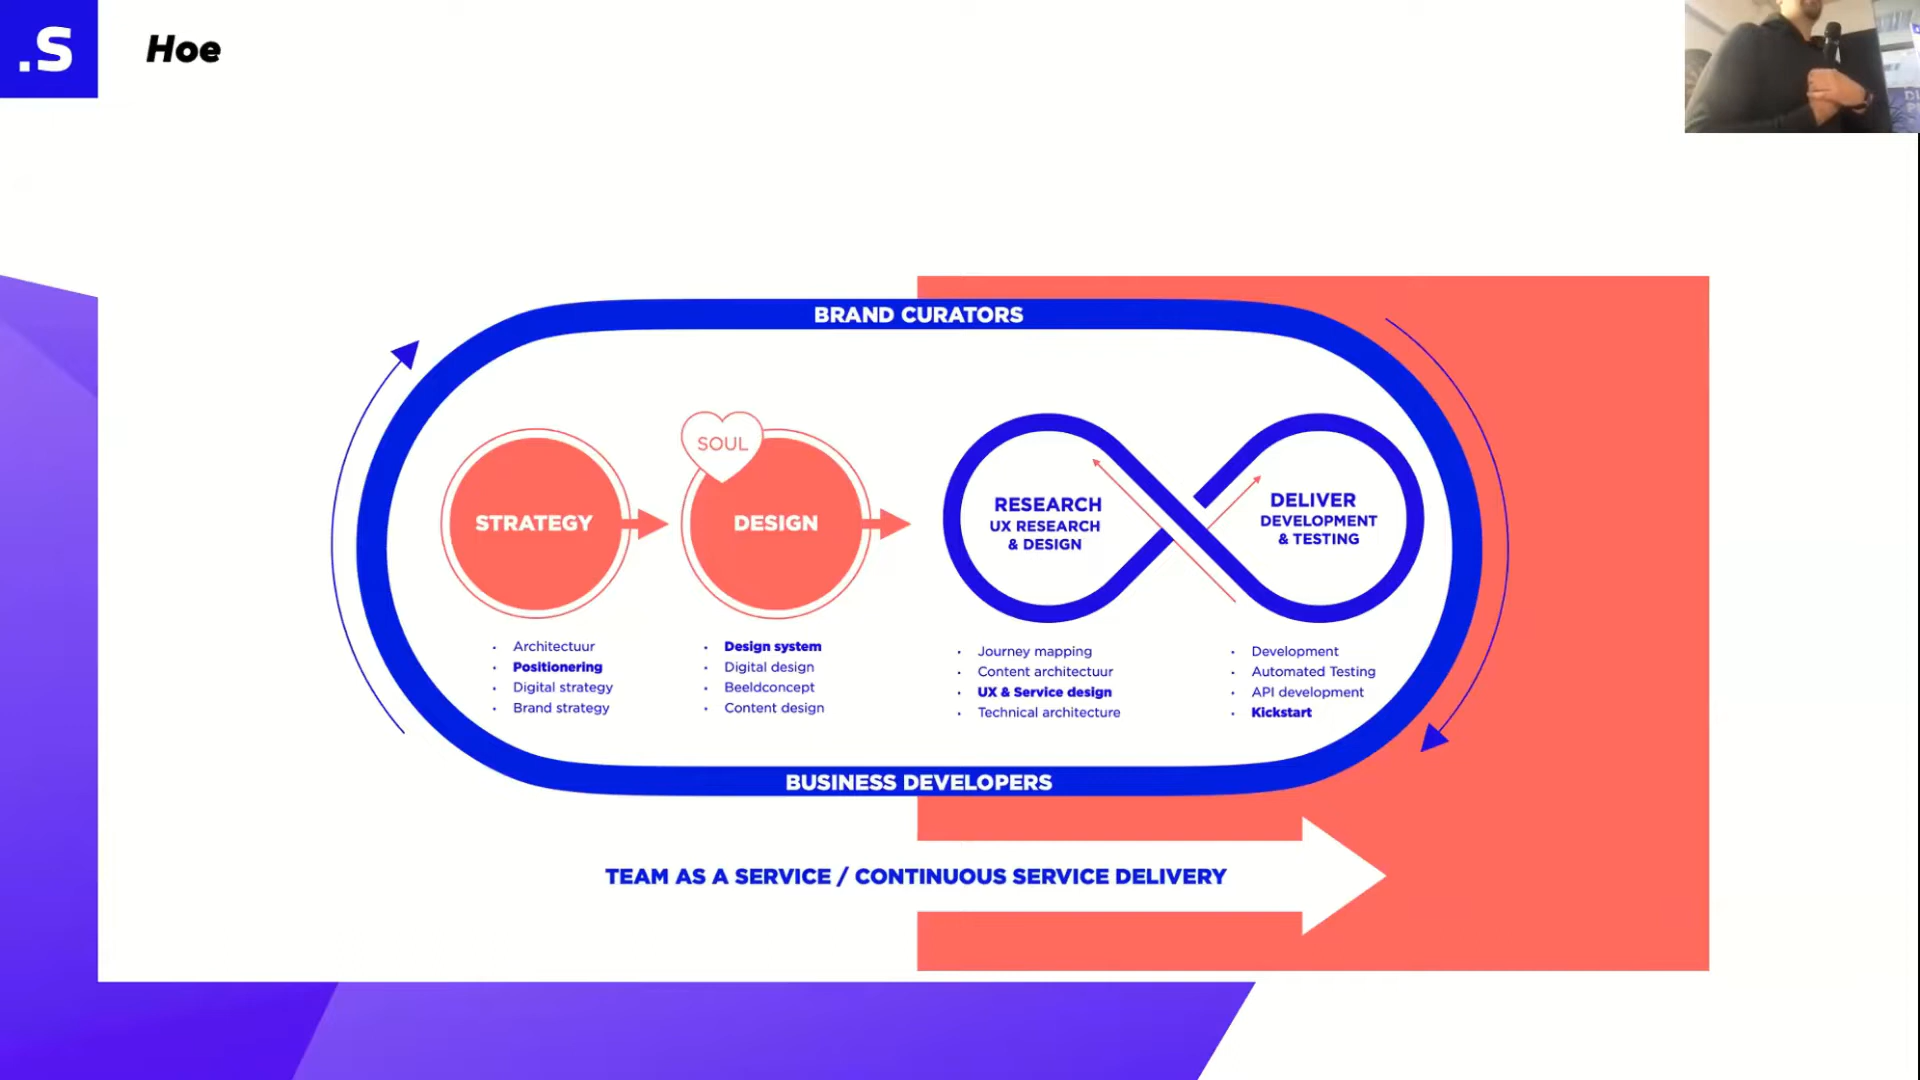 .S
Hoe
BRAND CURATORS
SOUL
STRATEGY
DESIGN
RESEARCH
UX RESEARCH
& DESIGN
DELIVER
DEVELOPMENT
& TESTING
• Architectuur
• Positionering
• Digital strategy
• Brand strategy
• Design system
• Digital design
• Beeldconcept
• Content design
• Journey mapping
• Content architectuur
• UX & Service design
• Technical architecture
• Development
• Automated Testing
• API development
• Kickstart
BUSINESS DEVELOPERS
TEAM AS A SERVICE / CONTINUOUS SERVICE DELIVERY